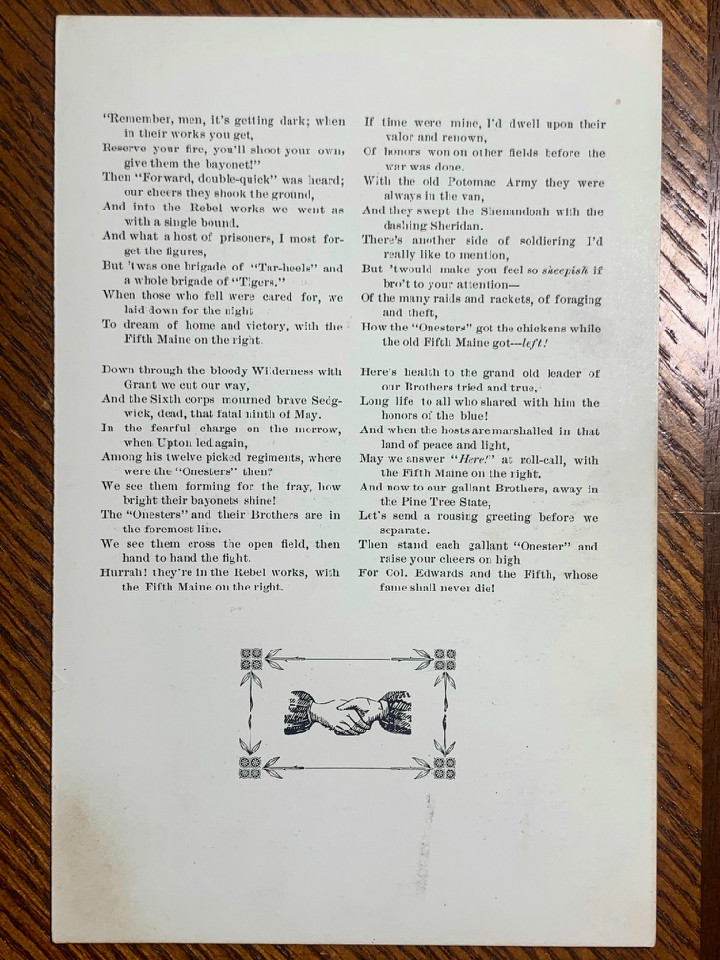 “Remember, men, it's getting dark; when
in their works you get,
Reserve your fire, you'll shoot your own,
give them the bayonet!”
Then “Forward, double-quick” was heard;
our cheers they shook the ground,
And into the Rebel works we went as
with a single bound.
And what a host of prisoners, I most for-
get the figures,
But 'twas one brigade of “Tar-heels” and
a whole brigade of “Tigers.”
When those who fell were cared for, we
laid down for the night
To dream of home and victory, with the
Fifth Maine on the right.
Down through the bloody Wilderness with
Grant we cut our way,
And the Sixth corps mourned brave Sedg-
wick, dead, that fatal ninth of May.
In the fearful charge on the morrow,
when Upton led again,
Among his twelve picked regiments, where
were the “Onesters” then?
We see them forming for the fray, how
bright their bayonets shine!
The “Onesters” and their Brothers are in
the foremost line.
We see them cross the open field, then
hand to hand the fight.
Hurrah! they're in the Rebel works, with
the Fifth Maine on the right.
If time were mine, I'd dwell upon their
valor and renown,
Of honors won on other fields before the
war was done.
With the old Potomac Army they were
always in the van,
And they swept the Shenandoah with the
dashing Sheridan.
There's another side of soldiering I'd
really like to mention,
But 'twould make you feel so sheepish if
bro't to your attention—
Of the many raids and rackets, of foraging
and theft,
How the “Onesters” got the chickens while
the old Fifth Maine got—left!
Here's health to the grand old leader of
our Brothers tried and true,
Long life to all who shared with him the
honors of the blue!
And when the hosts are marshalled in that
land of peace and light,
May we answer “Here!” at roll-call, with
the Fifth Maine on the right.
And now to our gallant Brothers, away in
the Pine Tree State,
Let's send a rousing greeting before we
separate.
Then stand each gallant “Onester” and
raise your cheers on high
For Col. Edwards and the Fifth, whose
fame shall never die!